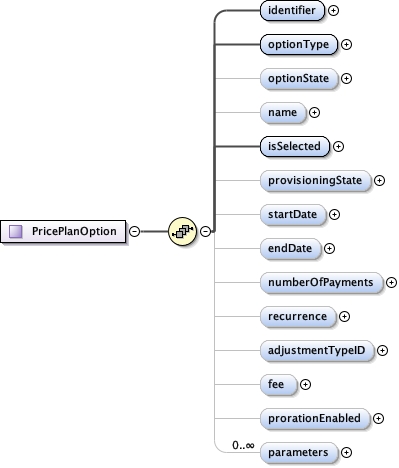 identifier
optionType
optionState
name
isSelected
provisioningState
PricePlanOption
startDate
endDate
numberOfPayments
recurrence
adjustmentTypeID
fee
prorationEnabled
0..∞
parameters